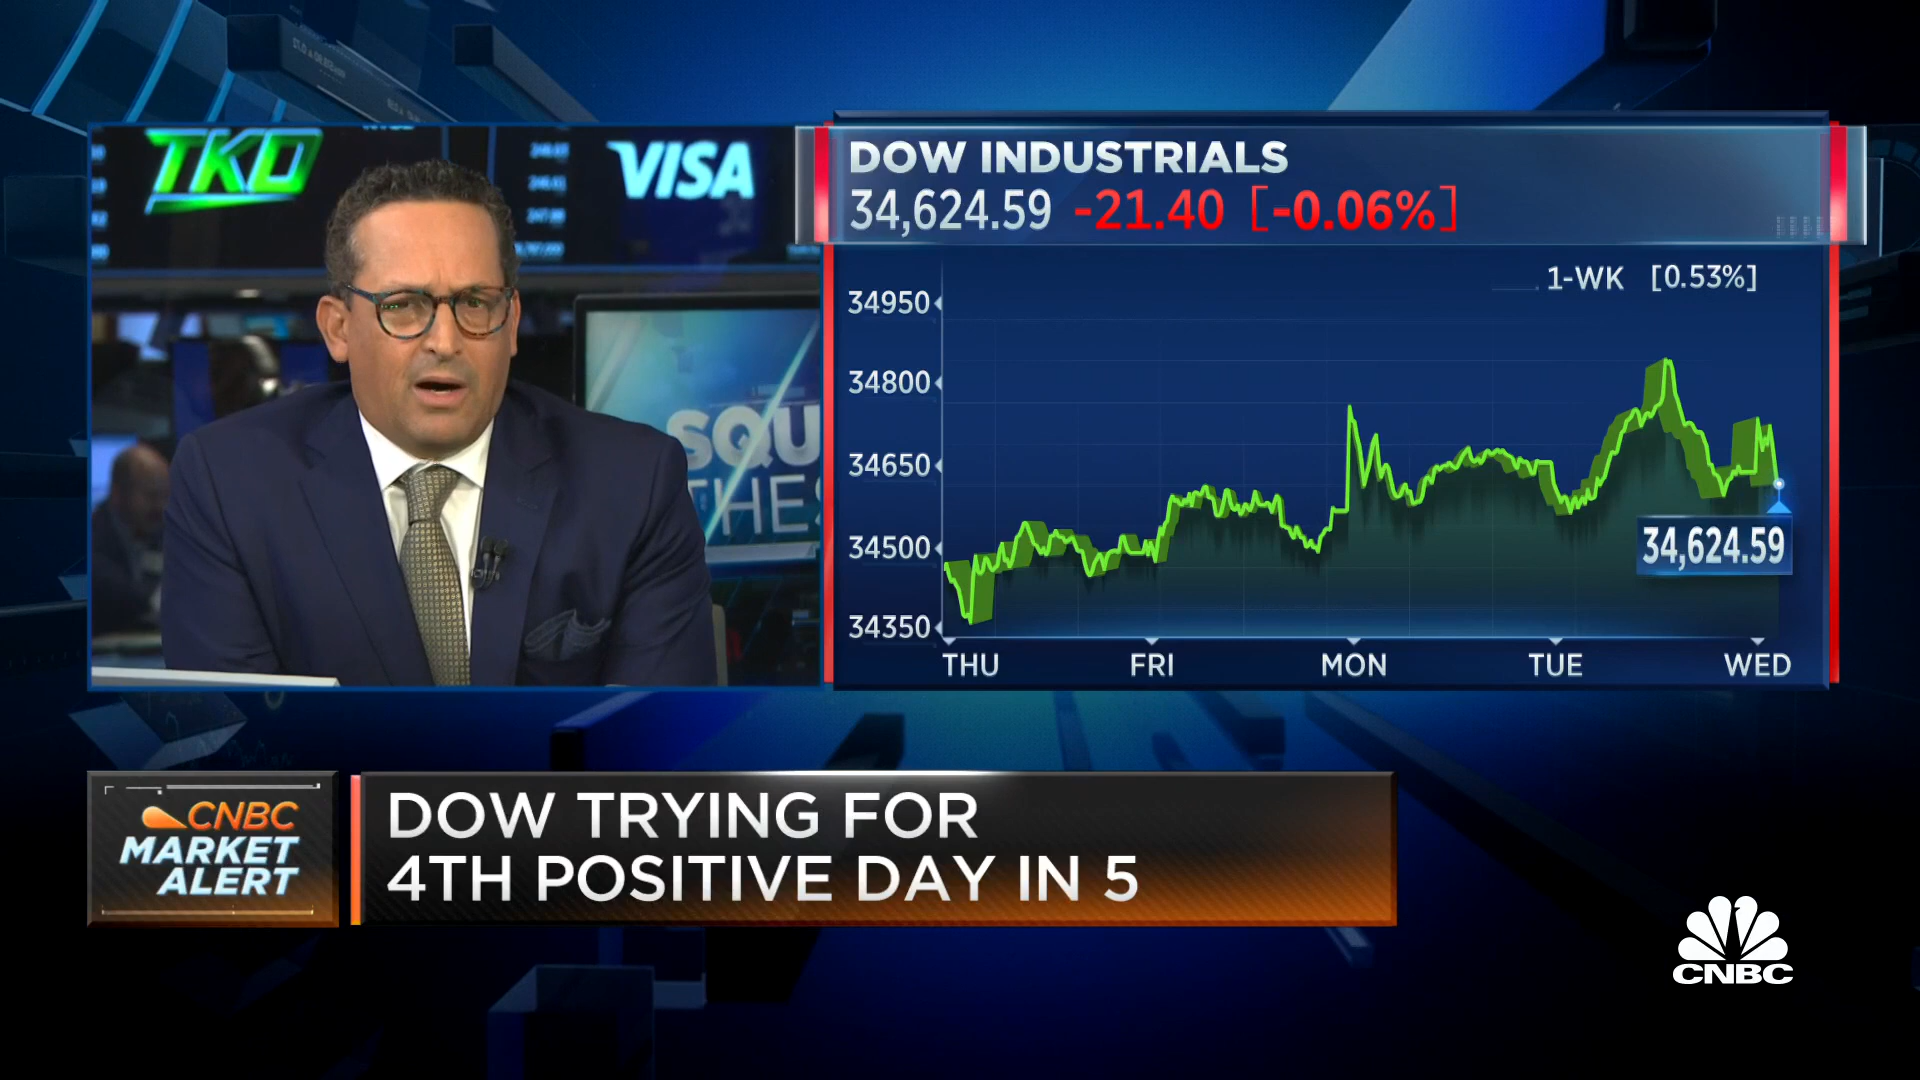 TKO
VISA
SQU
THE
DOW INDUSTRIALS
34,624.59 -21.40 [-0.06%]
1-WK [0.53%]
34950
34800
34650
34500
34350
34,624.59
THU FRI MON TUE WED
CNBC
MARKET
ALERT
DOW TRYING FOR
4TH POSITIVE DAY IN 5
CNBC